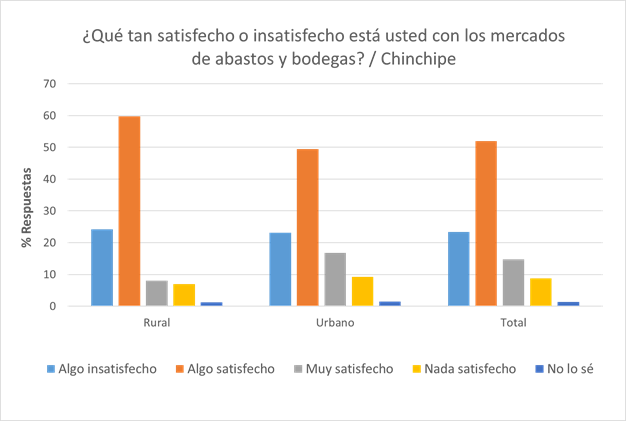 ¿Qué tan satisfecho o insatisfecho está usted con los mercados
de abastos y bodegas? / Chinchipe
70
60
50
40
30
20
10
0
% Respuestas
Rural Urbano Total
Algo insatisfecho Algo satisfecho Muy satisfecho Nada satisfecho No lo sé